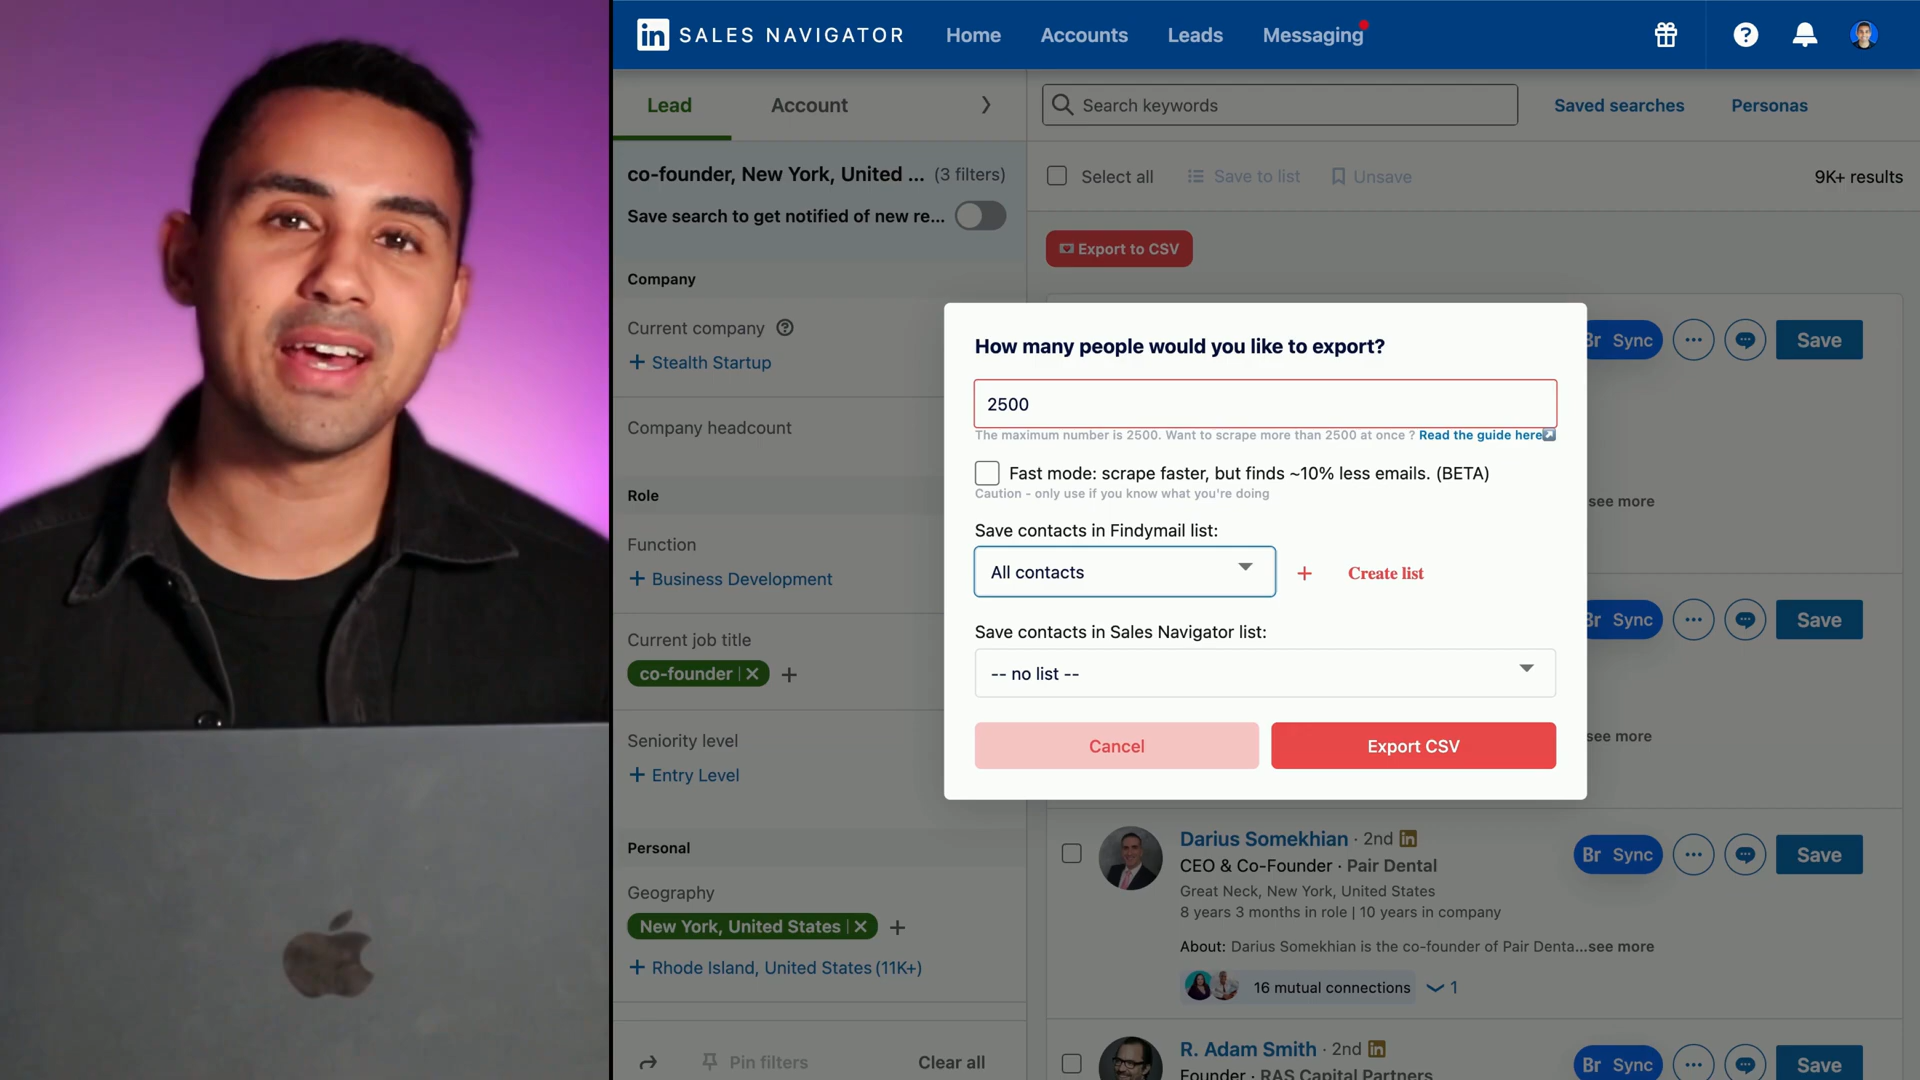 in SALES NAVIGATOR Home Accounts Leads Messaging
Lead Account
Search keywords Saved searches Personas
co-founder, New York, United ... (3 filters)
Save search to get notified of new re...
Select all Save to list Unsave 9K+ results
Export to CSV
Company
Current company
+ Stealth Startup
Company headcount
Role
Function
+ Business Development
Current job title
co-founder
Seniority level
+ Entry Level
Personal
Geography
New York, United States
+ Rhode Island, United States (11K+)
Pin filters Clear all
How many people would you like to export?
2500
The maximum number is 2500. Want to scrape more than 2500 at once ? Read the guide here
Fast mode: scrape faster, but finds ~10% less emails. (BETA)
Caution - only use if you know what you're doing
Save contacts in Findymail list:
All contacts + Create list
Save contacts in Sales Navigator list:
-- no list --
Cancel Export CSV
Br Sync ... Save
see more
Br Sync ... Save
see more
Darius Somekhian · 2nd in
Br Sync ... Save
CEO & Co-Founder · Pair Dental
Great Neck, New York, United States
8 years 3 months in role | 10 years in company
About: Darius Somekhian is the co-founder of Pair Denta...see more
16 mutual connections 1
R. Adam Smith · 2nd in
Br Sync ... Save
Founder · RAS Capital Partners